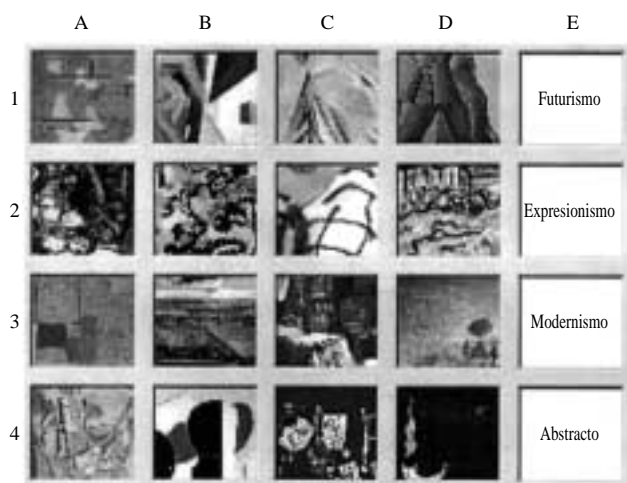 A B C D E
1 Futurismo
2 Expresionismo
3 Modernismo
4 Abstracto